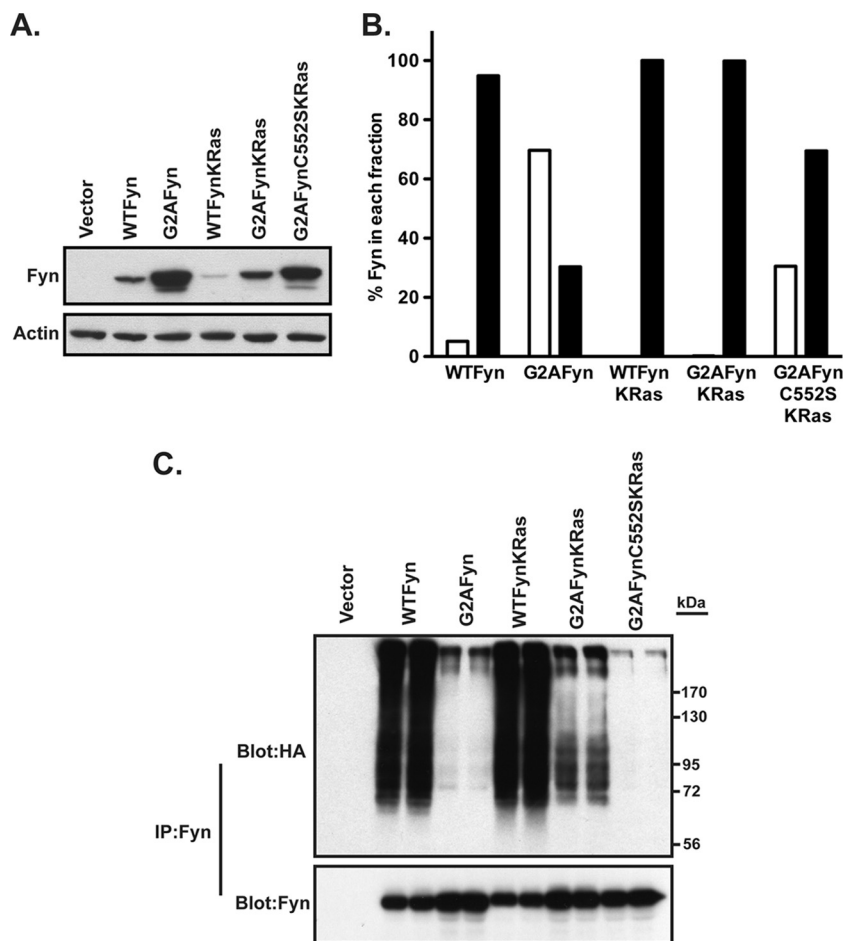 A.
Vector
WTFyn
G2AFyn
WTFynKRas
G2AFynKRas
G2AFynC552SKRas
Fyn
Actin
B.
% Fyn in each fraction
100
80
60
40
20
0
WTFyn
G2AFyn
WTFyn
KRas
G2AFyn
KRas
G2AFyn
C552S
KRas
C.
Vector
WTFyn
G2AFyn
WTFynKRas
G2AFynKRas
G2AFynC552SKRas
kDa
170
130
95
72
56
Blot:HA
IP:Fyn
Blot:Fyn